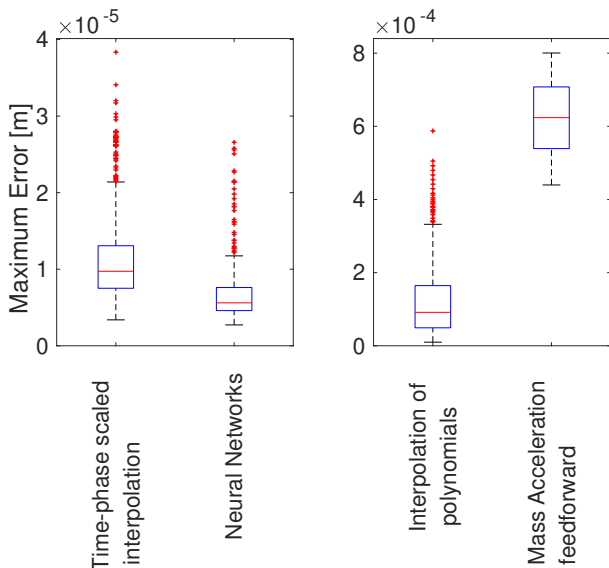 ×10⁻⁵
4
3
2
1
0
Maximum Error [m]
Time-phase scaled
interpolation
Neural Networks
×10⁻⁴
8
6
4
2
0
Interpolation of
polynomials
Mass Acceleration
feedforward